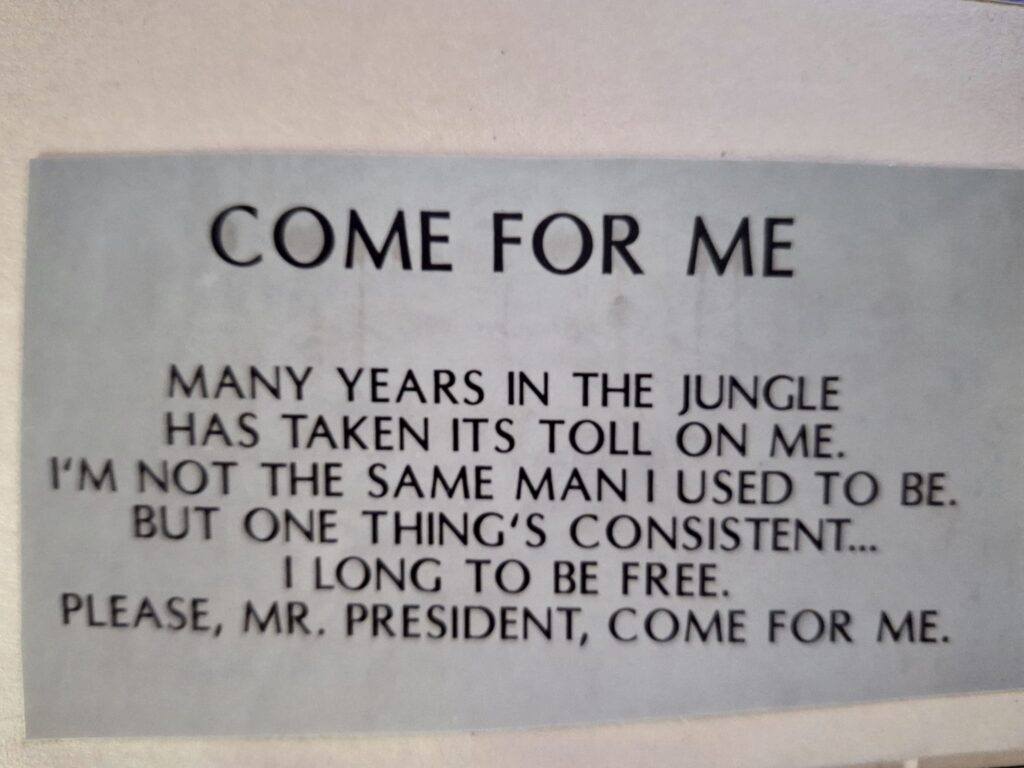 COME FOR ME
MANY YEARS IN THE JUNGLE
HAS TAKEN ITS TOLL ON ME.
I'M NOT THE SAME MAN I USED TO BE.
BUT ONE THING'S CONSISTENT...
I LONG TO BE FREE.
PLEASE, MR. PRESIDENT, COME FOR ME.